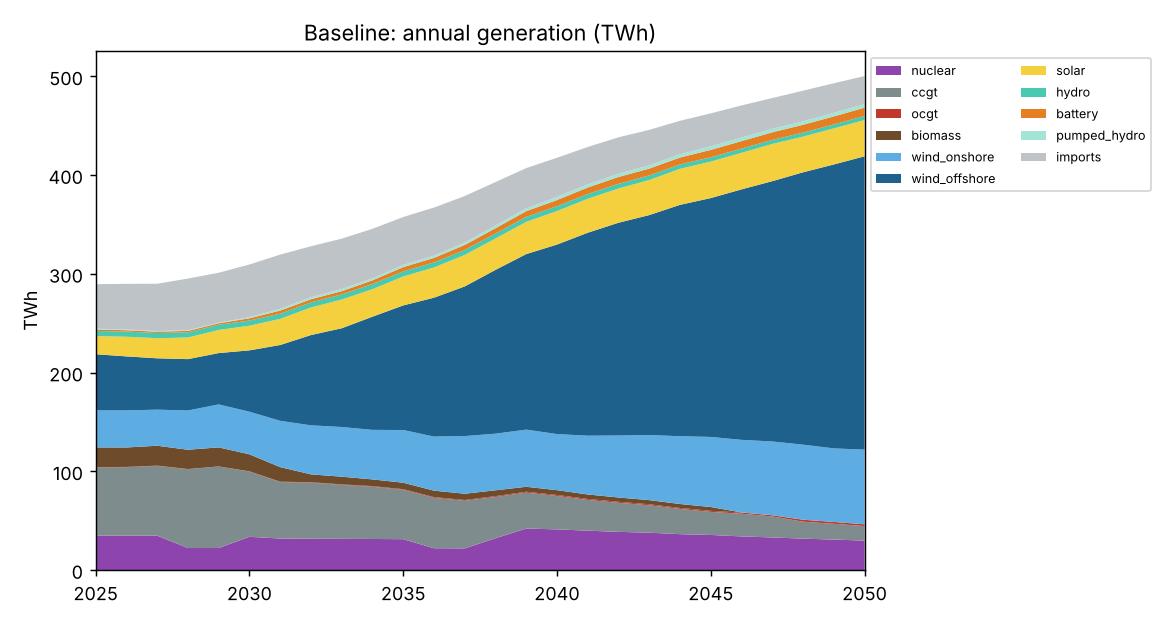 Baseline: annual generation (TWh)
TWh
500
400
300
200
100
0
2025 2030 2035 2040 2045 2050
nuclear
ccgt
ocgt
biomass
wind_onshore
wind_offshore
solar
hydro
battery
pumped_hydro
imports